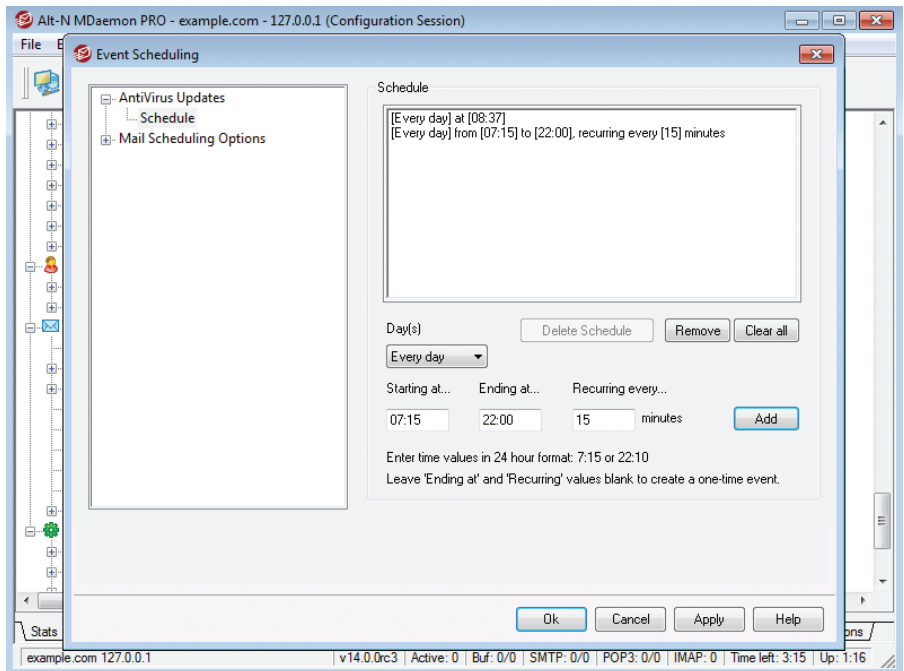 Alt-N MDaemon PRO - example.com - 127.0.0.1 (Configuration Session)
File E
Event Scheduling
AntiVirus Updates
Schedule
Mail Scheduling Options
Schedule
[Every day] at [08:37]
[Every day] from [07:15] to [22:00], recurring every [15] minutes
Day(s)
Delete Schedule Remove Clear all
Every day
Starting at... Ending at... Recurring every...
07:15 22:00 15 minutes Add
Enter time values in 24 hour format: 7:15 or 22:10
Leave 'Ending at' and 'Recurring' values blank to create a one-time event.
Ok Cancel Apply Help
Stats ons
example.com 127.0.0.1 v14.0.0rc3 Active: 0 Buf: 0/0 SMTP: 0/0 POP3: 0/0 IMAP: 0 Time left: 3:15 Up: 1:16